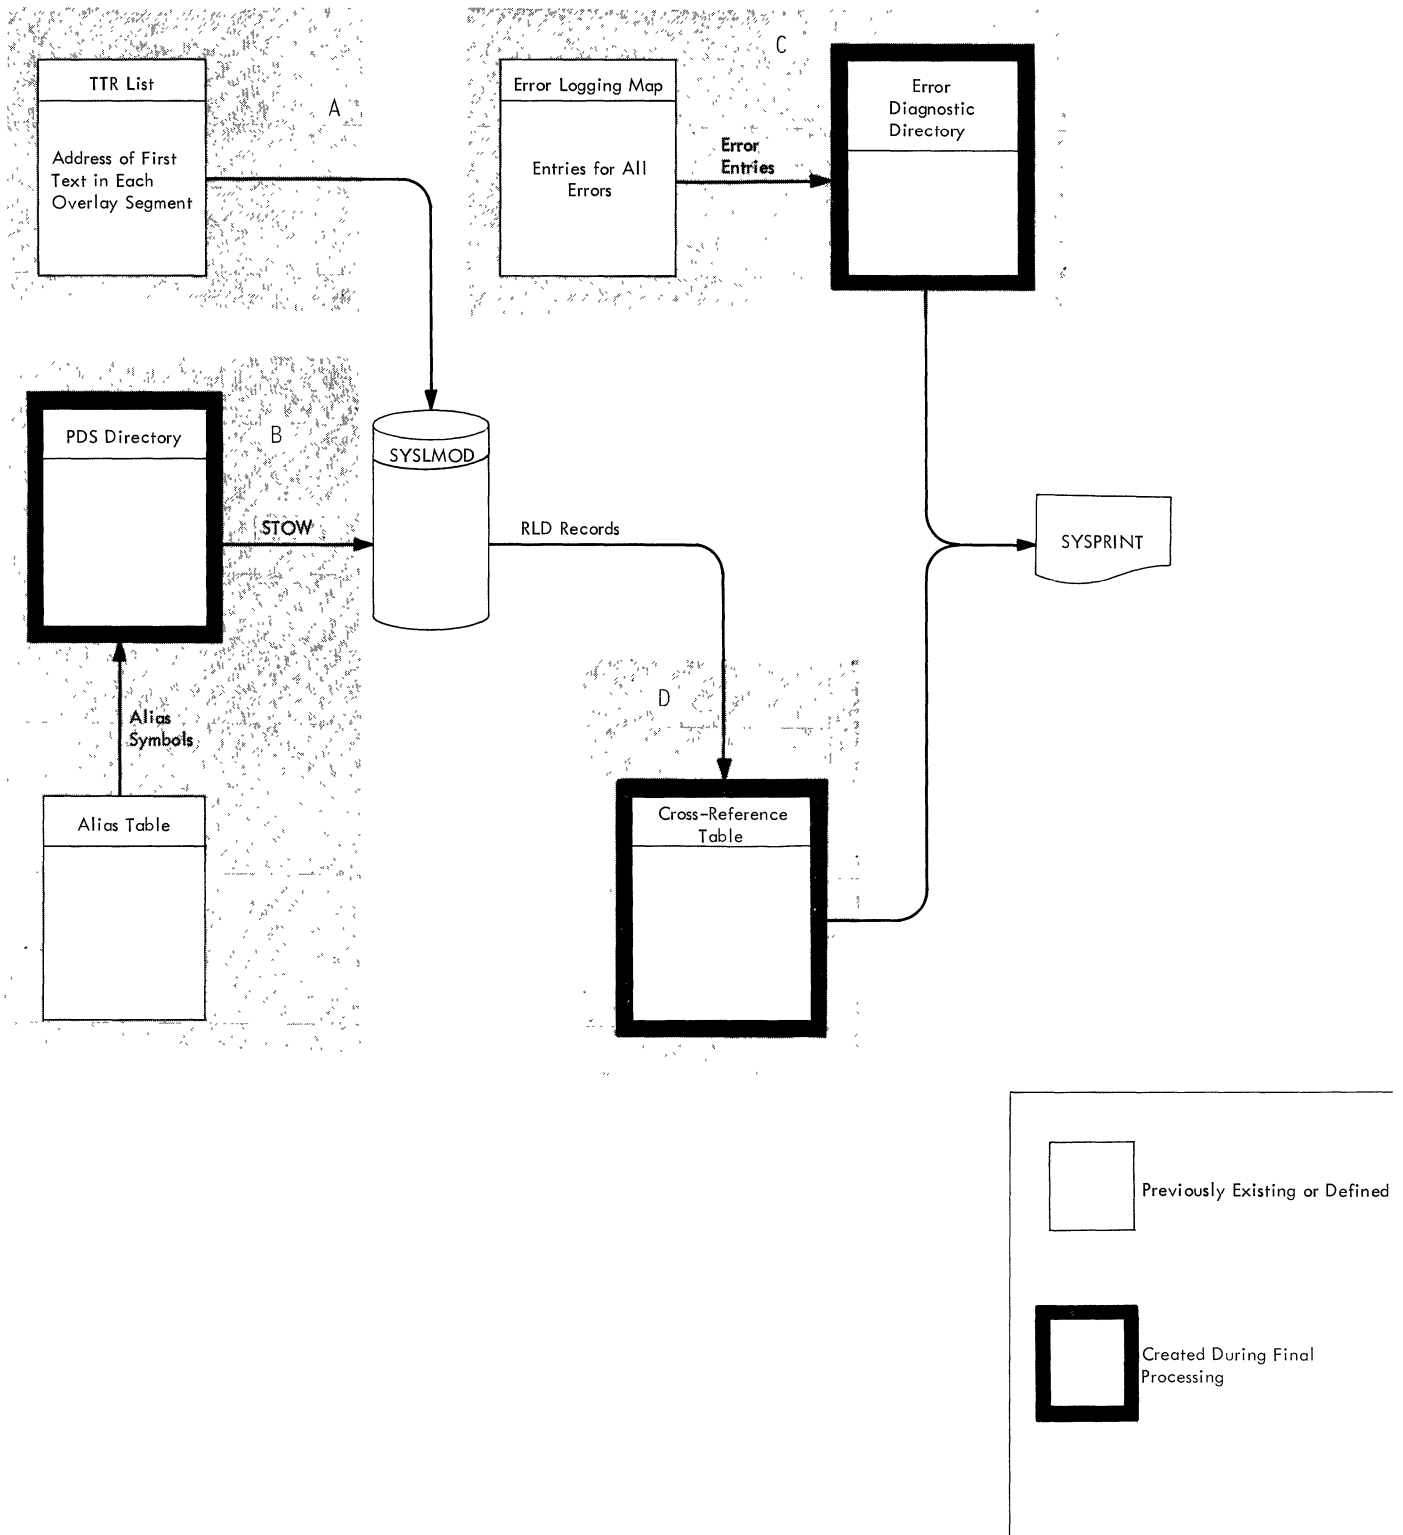 TTR List
A
Address of First
Text in Each
Overlay Segment
Error Logging Map
C
Entries for All
Errors
Error
Entries
Error
Diagnostic
Directory
PDS Directory
B
STOW
SYSLMOD
RLD Records
SYSPRINT
Alias
Symbols
Alias Table
D
Cross-Reference
Table
Previously Existing or Defined
Created During Final
Processing